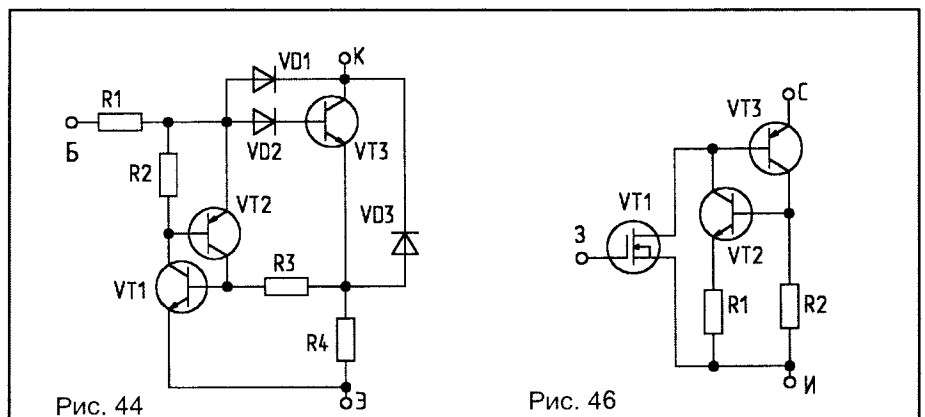 Б
R1
R2
VT1
VT2
VD1
VD2
К
VT3
VD3
R3
R4
Э
Рис. 44
З
VT1
VT3
С
VT2
R1
R2
И
Рис. 46